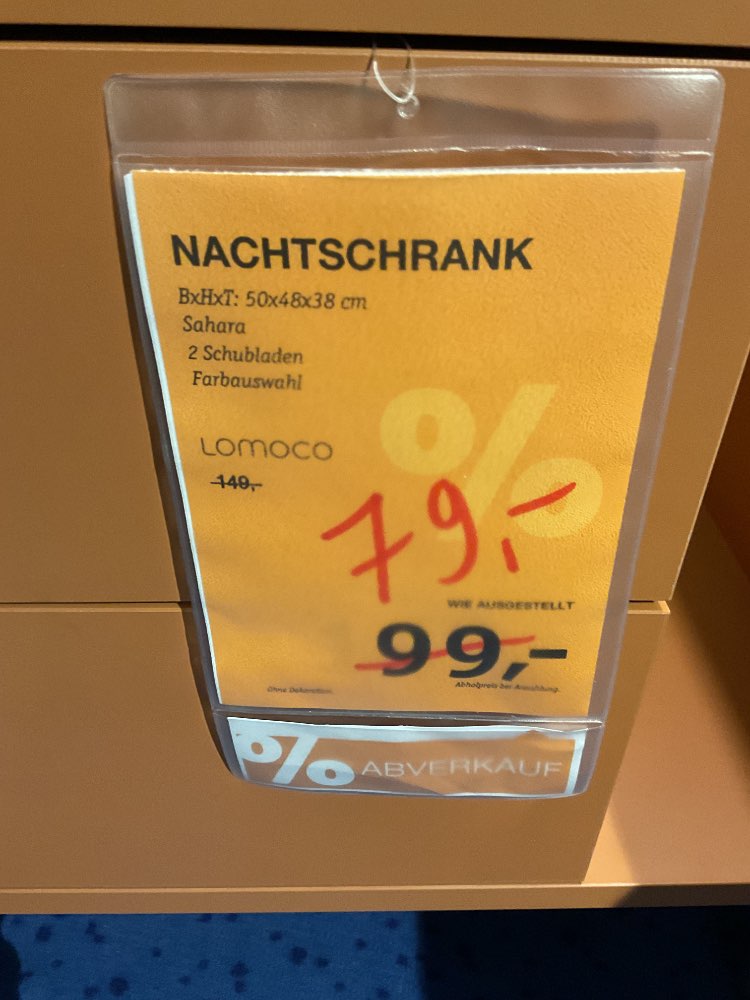 NACHTSCHRANK
BxHxT: 50x48x38 cm
Sahara
2 Schubladen
Farbauswahl
%
LOMOCO
149,-
79,-
WIE AUSGESTELLT
99,-
Ohne Dekoration.
Abholpreis bei Anzahlung.
% ABVERKAUF